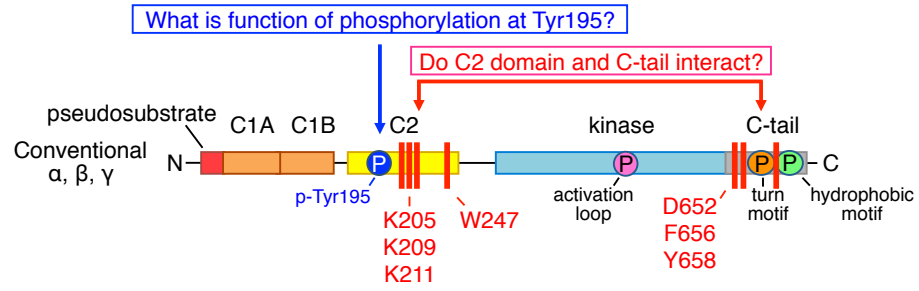 What is function of phosphorylation at Tyr195?
Do C2 domain and C-tail interact?
pseudosubstrate
C1A C1B C2 kinase C-tail
Conventional
α, β, γ
N P P P P C
p-Tyr195
activation
loop
turn
motif
hydrophobic
motif
K205
K209
K211
W247
D652
F656
Y658